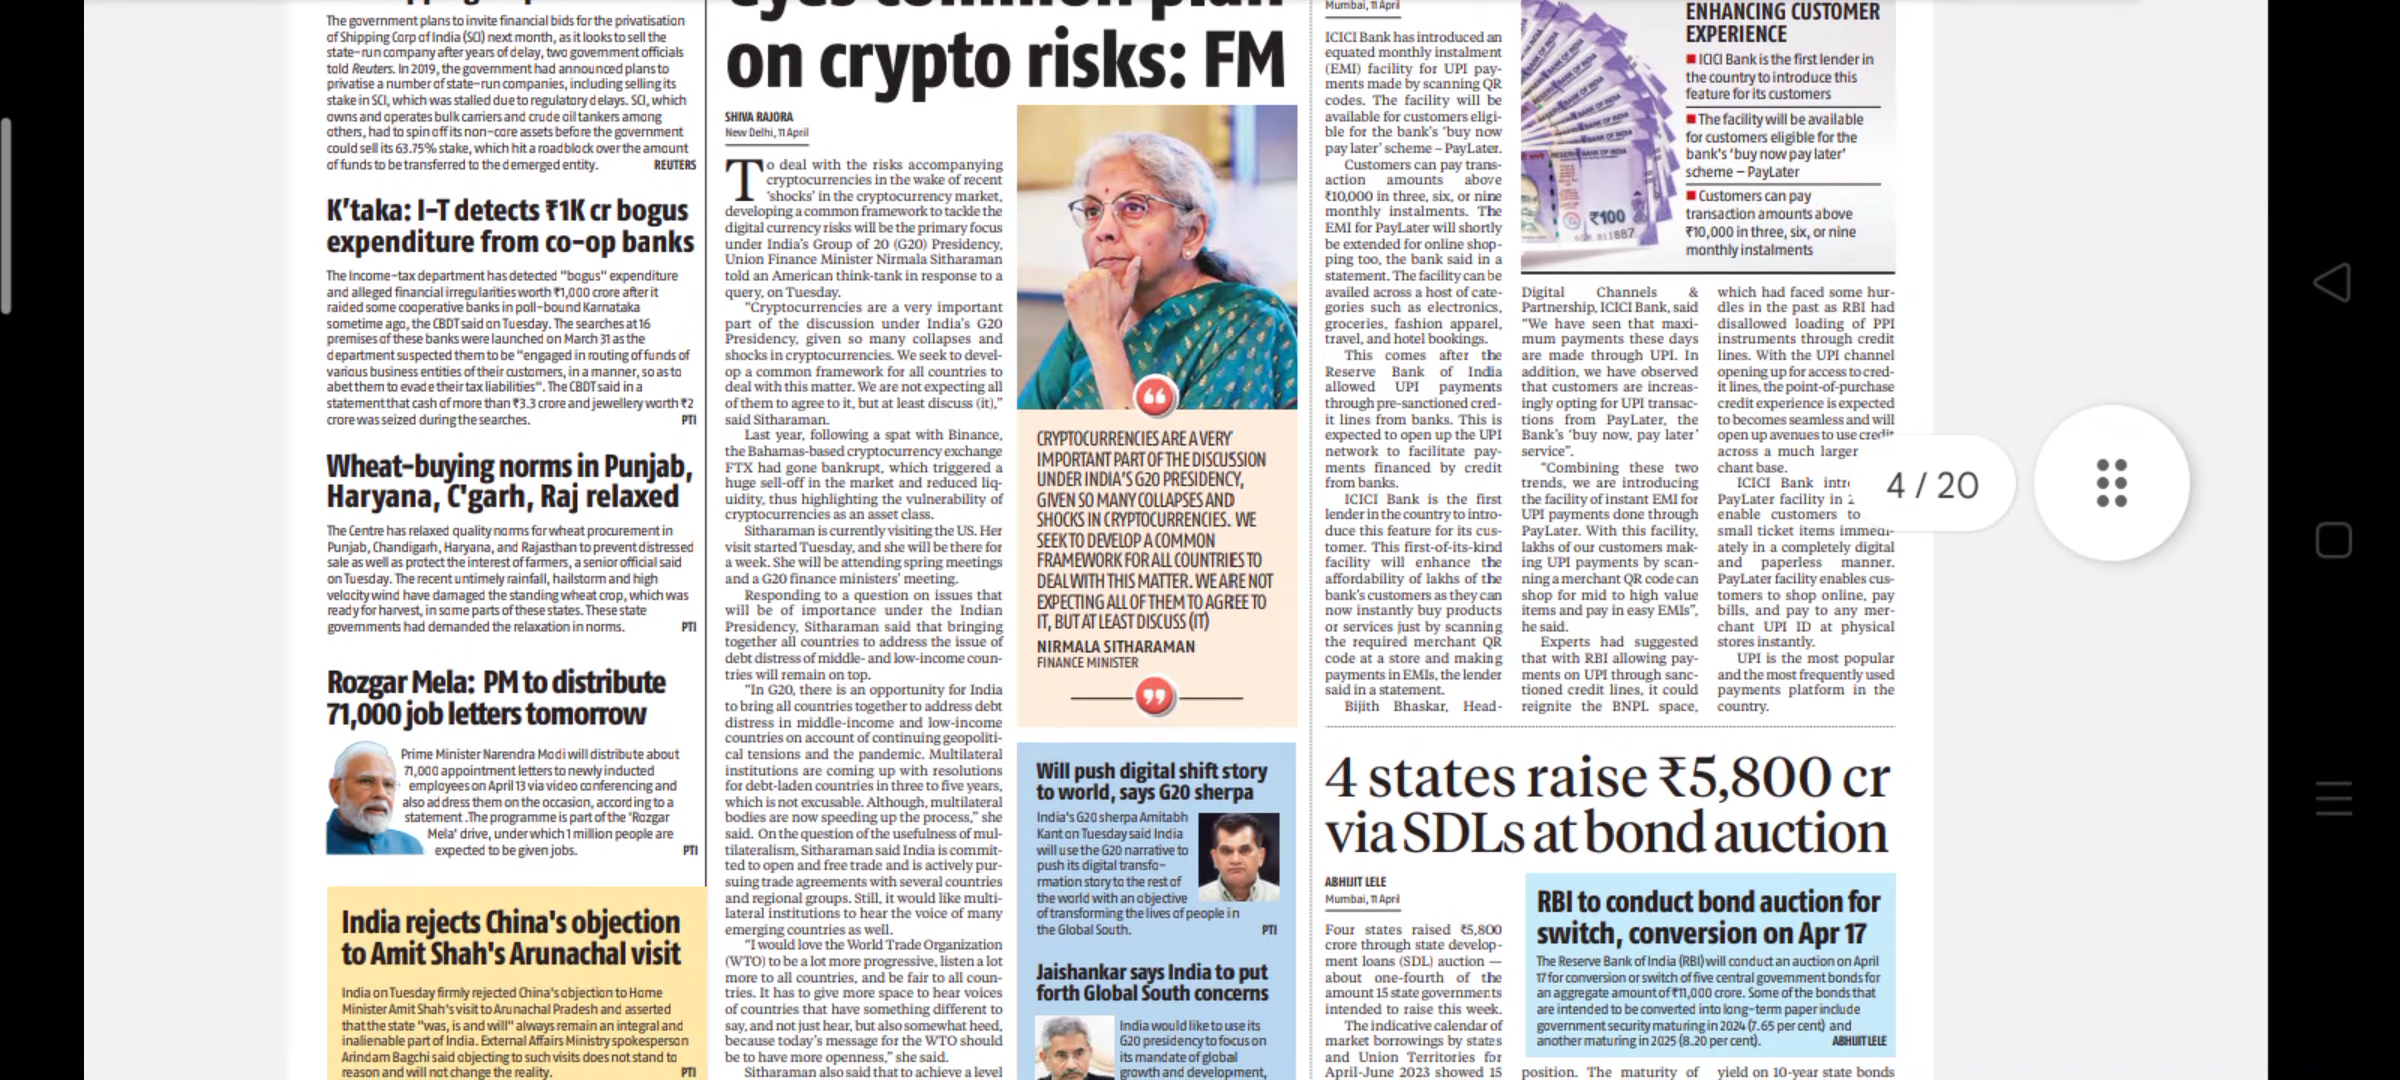 The government plans to invite financial bids for the privatisation
of Shipping Corp of India (SCI) next month, as it looks to sell the
state-run company after years of delay, two government officials
told Reuters. In 2019, the government had announced plans to
privatise a number of state-run companies, including selling its
stake in SCI, which was stalled due to regulatory delays. SCI, which
owns and operates bulk carriers and crude oil tankers among
others, had to spin off its non-core assets before the government
could sell its 63.75% stake, which hit a roadblock over the amount
of funds to be transferred to the demerged entity. REUTERS
K'taka: I-T detects ₹1K cr bogus
expenditure from co-op banks
The Income-tax department has detected "bogus" expenditure
and alleged financial irregularities worth ₹1,000 crore after it
raided some cooperative banks in poll-bound Karnataka
sometime ago, the CBDT said on Tuesday. The searches at 16
premises of these banks were launched on March 31 as the
department suspected them to be "engaged in routing of funds of
various business entities of their customers, in a manner, so as to
abet them to evade their tax liabilities". The CBDT said in a
statement that cash of more than ₹3.3 crore and jewellery worth ₹2
crore was seized during the searches. PTI
Wheat-buying norms in Punjab,
Haryana, C'garh, Raj relaxed
The Centre has relaxed quality norms for wheat procurement in
Punjab, Chandigarh, Haryana, and Rajasthan to prevent distressed
sale as well as protect the interest of farmers, a senior official said
on Tuesday. The recent untimely rainfall, hailstorm and high
velocity wind have damaged the standing wheat crop, which was
ready for harvest, in some parts of these states. These state
governments had demanded the relaxation in norms. PTI
Rozgar Mela: PM to distribute
71,000 job letters tomorrow
Prime Minister Narendra Modi will distribute about
71,000 appointment letters to newly inducted
employees on April 13 via video conferencing and
also address them on the occasion, according to a
statement .The programme is part of the 'Rozgar
Mela' drive, under which 1 million people are
expected to be given jobs. PTI
India rejects China's objection
to Amit Shah's Arunachal visit
India on Tuesday firmly rejected China's objection to Home
Minister Amit Shah's visit to Arunachal Pradesh and asserted
that the state "was, is and will" always remain an integral and
inalienable part of India. External Affairs Ministry spokesperson
Arindam Bagchi said objecting to such visits does not stand to
reason and will not change the reality. PTI
eyes common plan
on crypto risks: FM
SHIVA RAJORA
New Delhi, 11 April
To deal with the risks accompanying
cryptocurrencies in the wake of recent
'shocks' in the cryptocurrency market,
developing a common framework to tackle the
digital currency risks will be the primary focus
under India's Group of 20 (G20) Presidency,
Union Finance Minister Nirmala Sitharaman
told an American think-tank in response to a
query, on Tuesday.
"Cryptocurrencies are a very important
part of the discussion under India's G20
Presidency, given so many collapses and
shocks in cryptocurrencies. We seek to devel-
op a common framework for all countries to
deal with this matter. We are not expecting all
of them to agree to it, but at least discuss (it),"
said Sitharaman.
Last year, following a spat with Binance,
the Bahamas-based cryptocurrency exchange
FTX had gone bankrupt, which triggered a
huge sell-off in the market and reduced liq-
uidity, thus highlighting the vulnerability of
cryptocurrencies as an asset class.
Sitharaman is currently visiting the US. Her
visit started Tuesday, and she will be there for
a week. She will be attending spring meetings
and a G20 finance ministers' meeting.
Responding to a question on issues that
will be of importance under the Indian
Presidency, Sitharaman said that bringing
together all countries to address the issue of
debt distress of middle- and low-income coun-
tries will remain on top.
"In G20, there is an opportunity for India
to bring all countries together to address debt
distress in middle-income and low-income
countries on account of continuing geopoliti-
cal tensions and the pandemic. Multilateral
institutions are coming up with resolutions
for debt-laden countries in three to five years,
which is not excusable. Although, multilateral
bodies are now speeding up the process," she
said. On the question of the usefulness of mul-
tilateralism, Sitharaman said India is commit-
ted to open and free trade and is actively pur-
suing trade agreements with several countries
and regional groups. Still, it would like multi-
lateral institutions to hear the voice of many
emerging countries as well.
"I would love the World Trade Organization
(WTO) to be a lot more progressive, listen a lot
more to all countries, and be fair to all coun-
tries. It has to give more space to hear voices
of countries that have something different to
say, and not just hear, but also somewhat heed,
because today's message for the WTO should
be to have more openness," she said.
Sitharaman also said that to achieve a level
CRYPTOCURRENCIES ARE A VERY
IMPORTANT PART OF THE DISCUSSION
UNDER INDIA'S G20 PRESIDENCY,
GIVEN SO MANY COLLAPSES AND
SHOCKS IN CRYPTOCURRENCIES. WE
SEEK TO DEVELOP A COMMON
FRAMEWORK FOR ALL COUNTRIES TO
DEAL WITH THIS MATTER. WE ARE NOT
EXPECTING ALL OF THEM TO AGREE TO
IT, BUT AT LEAST DISCUSS (IT)
NIRMALA SITHARAMAN
FINANCE MINISTER
Will push digital shift story
to world, says G20 sherpa
India's G20 sherpa Amitabh
Kant on Tuesday said India
will use the G20 narrative to
push its digital transfo-
rmation story to the rest of
the world with an objective
of transforming the lives of people in
the Global South. PTI
Jaishankar says India to put
forth Global South concerns
India would like to use its
G20 presidency to focus on
its mandate of global
growth and development,
Mumbai, 11 April
ICICI Bank has introduced an
equated monthly instalment
(EMI) facility for UPI pay-
ments made by scanning QR
codes. The facility will be
available for customers eligi-
ble for the bank's 'buy now
pay later' scheme – PayLater.
Customers can pay trans-
action amounts above
₹10,000 in three, six, or nine
monthly instalments. The
EMI for PayLater will shortly
be extended for online shop-
ping too, the bank said in a
statement. The facility can be
availed across a host of cate-
gories such as electronics,
groceries, fashion apparel,
travel, and hotel bookings.
This comes after the
Reserve Bank of India
allowed UPI payments
through pre-sanctioned cred-
it lines from banks. This is
expected to open up the UPI
network to facilitate pay-
ments financed by credit
from banks.
ICICI Bank is the first
lender in the country to intro-
duce this feature for its cus-
tomer. This first-of-its-kind
facility will enhance the
affordability of lakhs of the
bank's customers as they can
now instantly buy products
or services just by scanning
the required merchant QR
code at a store and making
payments in EMIs, the lender
said in a statement.
Bijith Bhaskar, Head-
ENHANCING CUSTOMER
EXPERIENCE
ICICI Bank is the first lender in
the country to introduce this
feature for its customers
The facility will be available
for customers eligible for the
bank's 'buy now pay later'
scheme – PayLater
Customers can pay
transaction amounts above
₹10,000 in three, six, or nine
monthly instalments
₹100
Digital Channels &
Partnership, ICICI Bank, said
"We have seen that maxi-
mum payments these days
are made through UPI. In
addition, we have observed
that customers are increas-
ingly opting for UPI transac-
tions from PayLater, the
Bank's 'buy now, pay later'
service".
"Combining these two
trends, we are introducing
the facility of instant EMI for
UPI payments done through
PayLater. With this facility,
lakhs of our customers mak-
ing UPI payments by scan-
ning a merchant QR code can
shop for mid to high value
items and pay in easy EMIs",
he said.
Experts had suggested
that with RBI allowing pay-
ments on UPI through sanc-
tioned credit lines, it could
reignite the BNPL space,
which had faced some hur-
dles in the past as RBI had
disallowed loading of PPI
instruments through credit
lines. With the UPI channel
opening up for access to cred-
it lines, the point-of-purchase
credit experience is expected
to becomes seamless and will
open up avenues to use credit
across a much larger
chant base.
ICICI Bank
PayLater facility in
enable customers to
small ticket items immedi-
ately in a completely digital
and paperless manner.
PayLater facility enables cus-
tomers to shop online, pay
bills, and pay to any mer-
chant UPI ID at physical
stores instantly.
UPI is the most popular
and the most frequently used
payments platform in the
country.
4 / 20
4 states raise ₹5,800 cr
via SDLs at bond auction
ABHIJIT LELE
Mumbai, 11 April
Four states raised ₹5,800
crore through state develop-
ment loans (SDL) auction —
about one-fourth of the
amount 15 state governments
intended to raise this week.
The indicative calendar of
market borrowings by states
and Union Territories for
April-June 2023 showed 15
RBI to conduct bond auction for
switch, conversion on Apr 17
The Reserve Bank of India (RBI) will conduct an auction on April
17 for conversion or switch of five central government bonds for
an aggregate amount of ₹11,000 crore. Some of the bonds that
are intended to be converted into long-term paper include
government security maturing in 2024 (7.65 per cent) and
another maturing in 2025 (8.20 per cent). ABHIJIT LELE
position. The maturity of
yield on 10-year state bonds